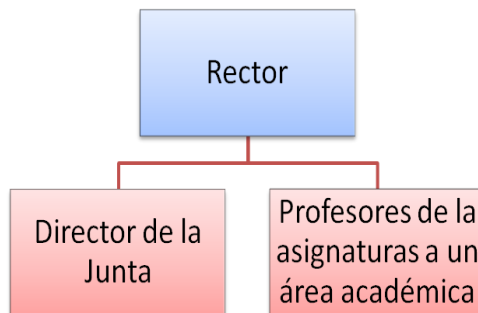 Rector
Director de la
Junta
Profesores de la
asignaturas a un
área académica